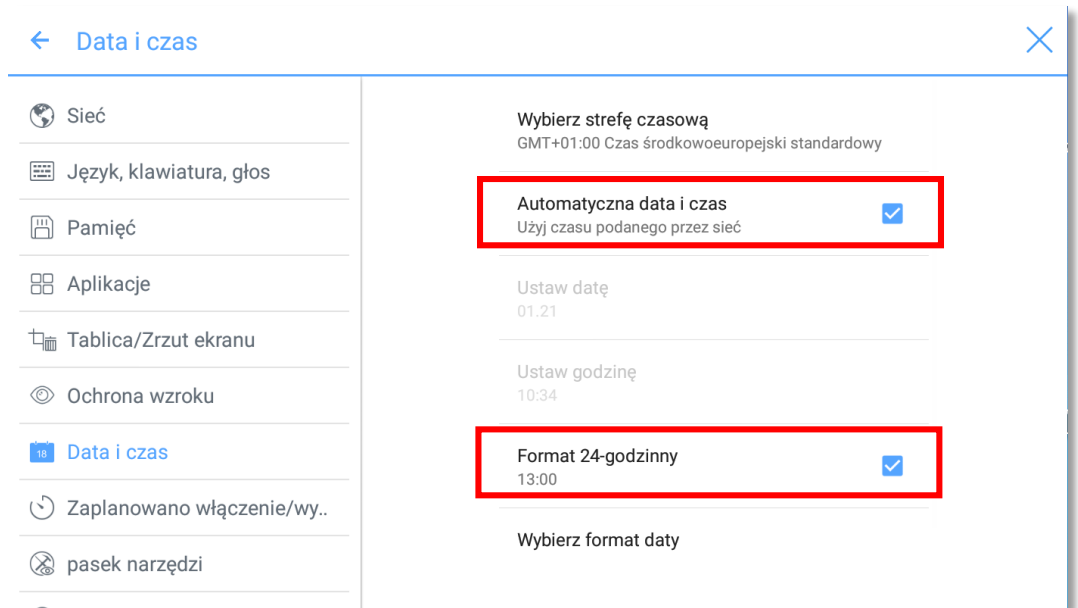 Data i czas
Sieć
Język, klawiatura, głos
Pamięć
Aplikacje
Tablica/Zrzut ekranu
Ochrona wzroku
18
Data i czas
Zaplanowano włączenie/wy..
pasek narzędzi
Wybierz strefę czasową
GMT+01:00 Czas środkowoeuropejski standardowy
Automatyczna data i czas
Użyj czasu podanego przez sieć
Ustaw datę
01.21
Ustaw godzinę
10:34
Format 24-godzinny
13:00
Wybierz format daty